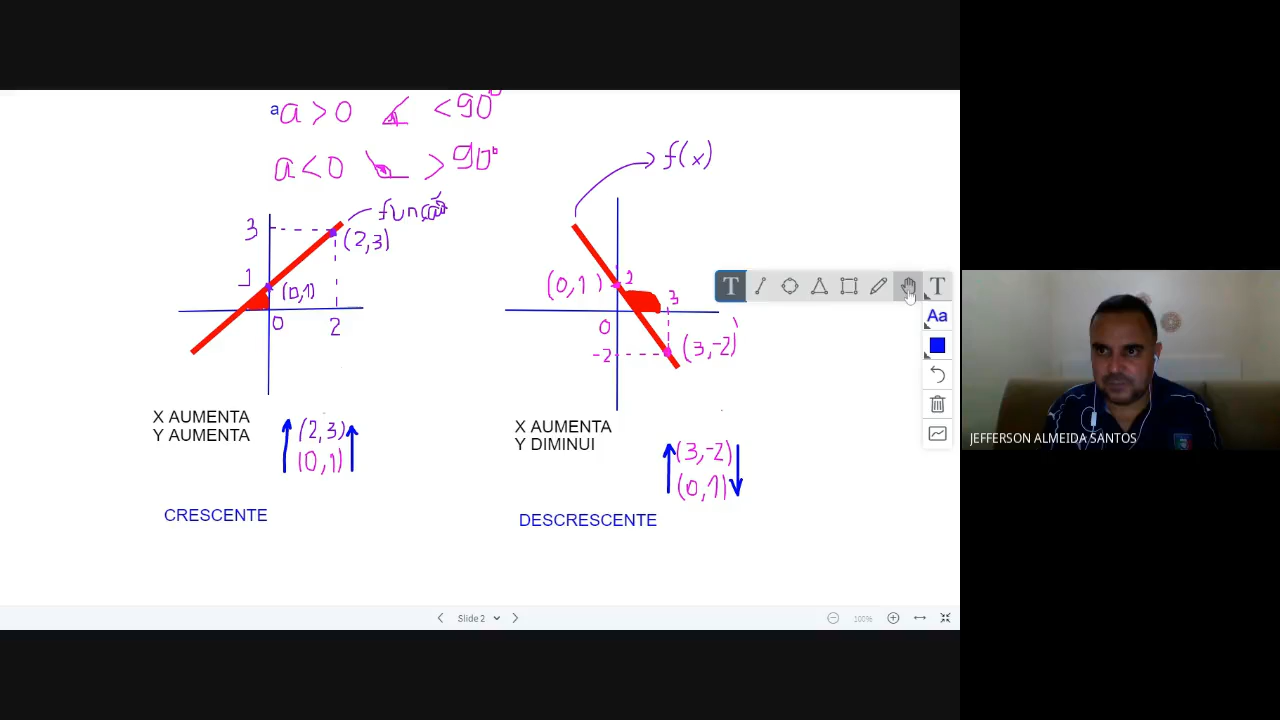 a a > 0 < 90°
a < 0 > 90°
f(x)
função
3
(2,3)
1
(0,1)
0
2
(0,1)
2
3
0
-2
(3,-2)
X AUMENTA
Y AUMENTA
(2,3)
(0,1)
CRESCENTE
X AUMENTA
Y DIMINUI
(3,-2)
(0,1)
DESCRESCENTE
T
T
Aa
Slide 2
100%
JEFFERSON ALMEIDA SANTOS